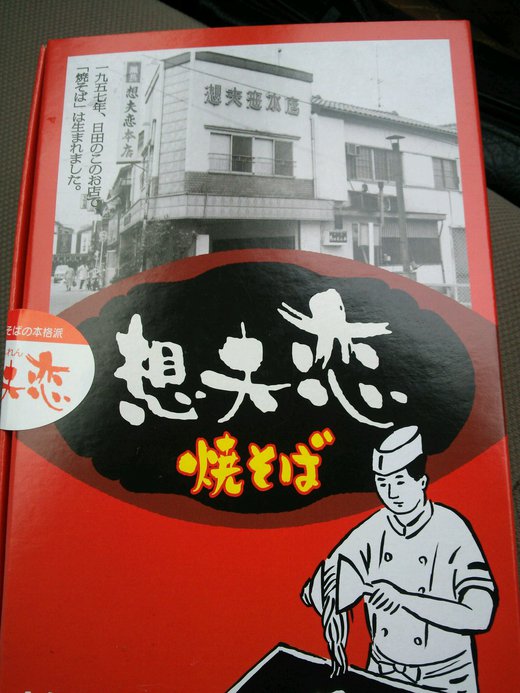 一九五七年、日田のこのお店で、
「焼そば」は生まれました。
想夫恋本店
想夫恋本店
そばの本格派
れん
夫恋
想夫恋
焼そば